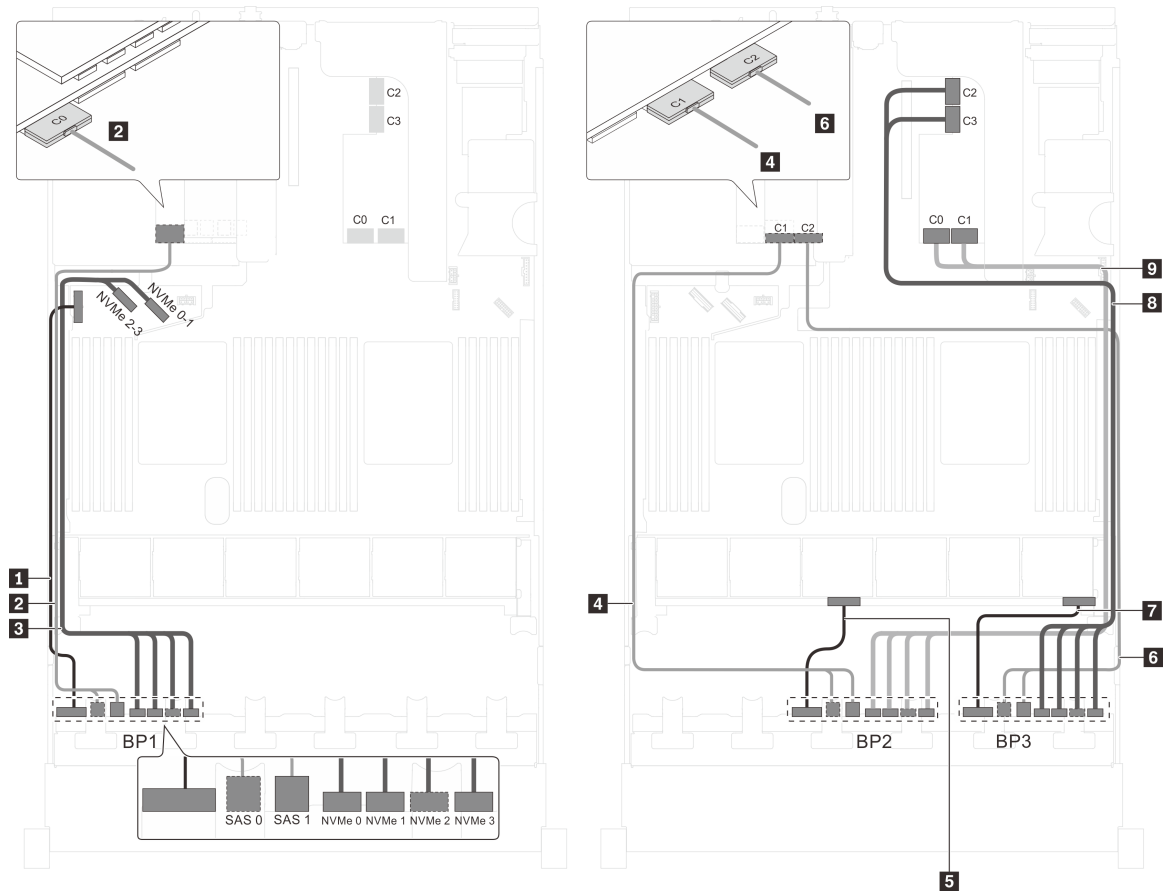 C0
2
C2
C3
C0 C1
NVMe 2-3
NVMe 0-1
1
2
3
BP1
SAS 0 SAS 1 NVMe 0 NVMe 1 NVMe 2 NVMe 3
C2
C1
6
4
C2
C3
C1 C2
C0 C1
9
8
4
7
6
BP2
BP3
5